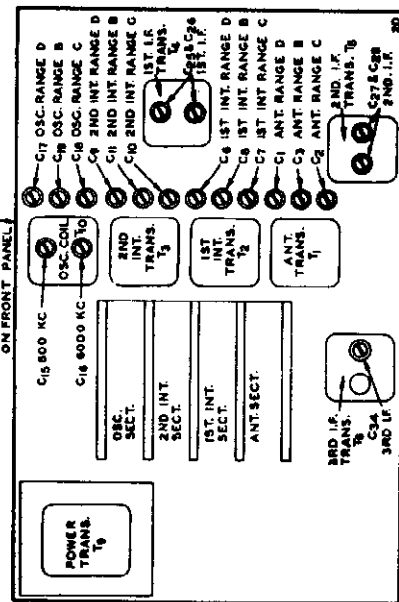 ON FRONT PANEL
C17 OSC. RANGE D
C19 OSC. RANGE B
C18 OSC. RANGE C
C9 2ND INT. RANGE D
C11 2ND INT. RANGE B
C10 2ND INT. RANGE C
1ST I.F.
TRANS.
T4
C25 & C26
1ST I.F.
C6 1ST INT. RANGE D
C8 1ST INT. RANGE B
C7 1ST INT. RANGE C
C1 ANT. RANGE D
C3 ANT. RANGE B
C2 ANT. RANGE C
2ND I.F.
TRANS. T5
C27 & C28
2ND I.F.
C15 600 KC
C16 6000 KC
OSC. COIL
T10
2ND
INT.
TRANS.
T3
1ST
INT.
TRANS.
T2
ANT.
TRANS.
T1
OSC.
SECT.
2ND INT.
SECT.
1ST. INT.
SECT.
ANT. SECT.
3RD I.F.
TRANS.
T6
C34
3RD I.F.
POWER
TRANS.
T9